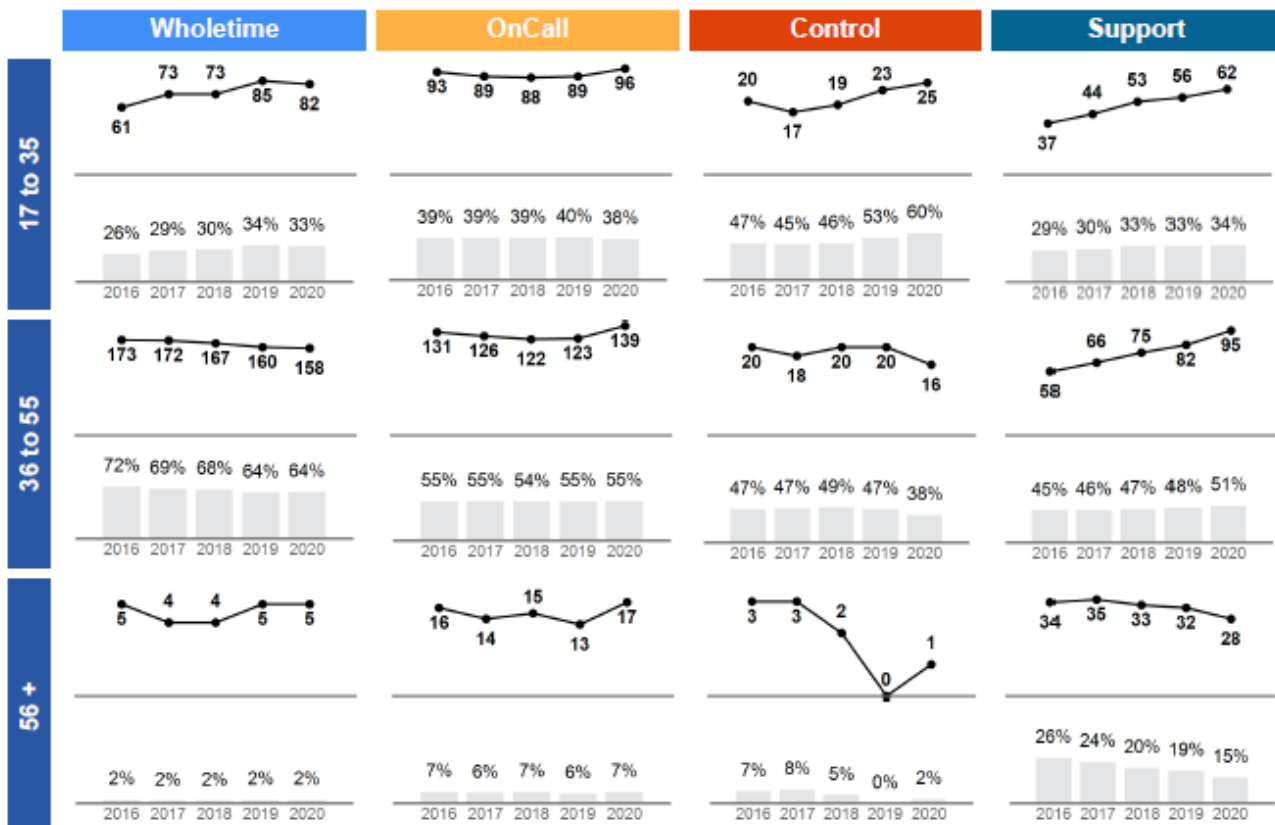 Wholetime OnCall Control Support
17 to 35
61 73 73 85 82
93 89 88 89 96
20 17 19 23 25
37 44 53 56 62
26% 29% 30% 34% 33%
39% 39% 39% 40% 38%
47% 45% 46% 53% 60%
29% 30% 33% 33% 34%
2016 2017 2018 2019 2020
2016 2017 2018 2019 2020
2016 2017 2018 2019 2020
2016 2017 2018 2019 2020
36 to 55
173 172 167 160 158
131 126 122 123 139
20 18 20 20 16
58 66 75 82 95
72% 69% 68% 64% 64%
55% 55% 54% 55% 55%
47% 47% 49% 47% 38%
45% 46% 47% 48% 51%
2016 2017 2018 2019 2020
2016 2017 2018 2019 2020
2016 2017 2018 2019 2020
2016 2017 2018 2019 2020
56 +
5 4 4 5 5
16 14 15 13 17
3 3 2 0 1
34 35 33 32 28
2% 2% 2% 2% 2%
7% 6% 7% 6% 7%
7% 8% 5% 0% 2%
26% 24% 20% 19% 15%
2016 2017 2018 2019 2020
2016 2017 2018 2019 2020
2016 2017 2018 2019 2020
2016 2017 2018 2019 2020